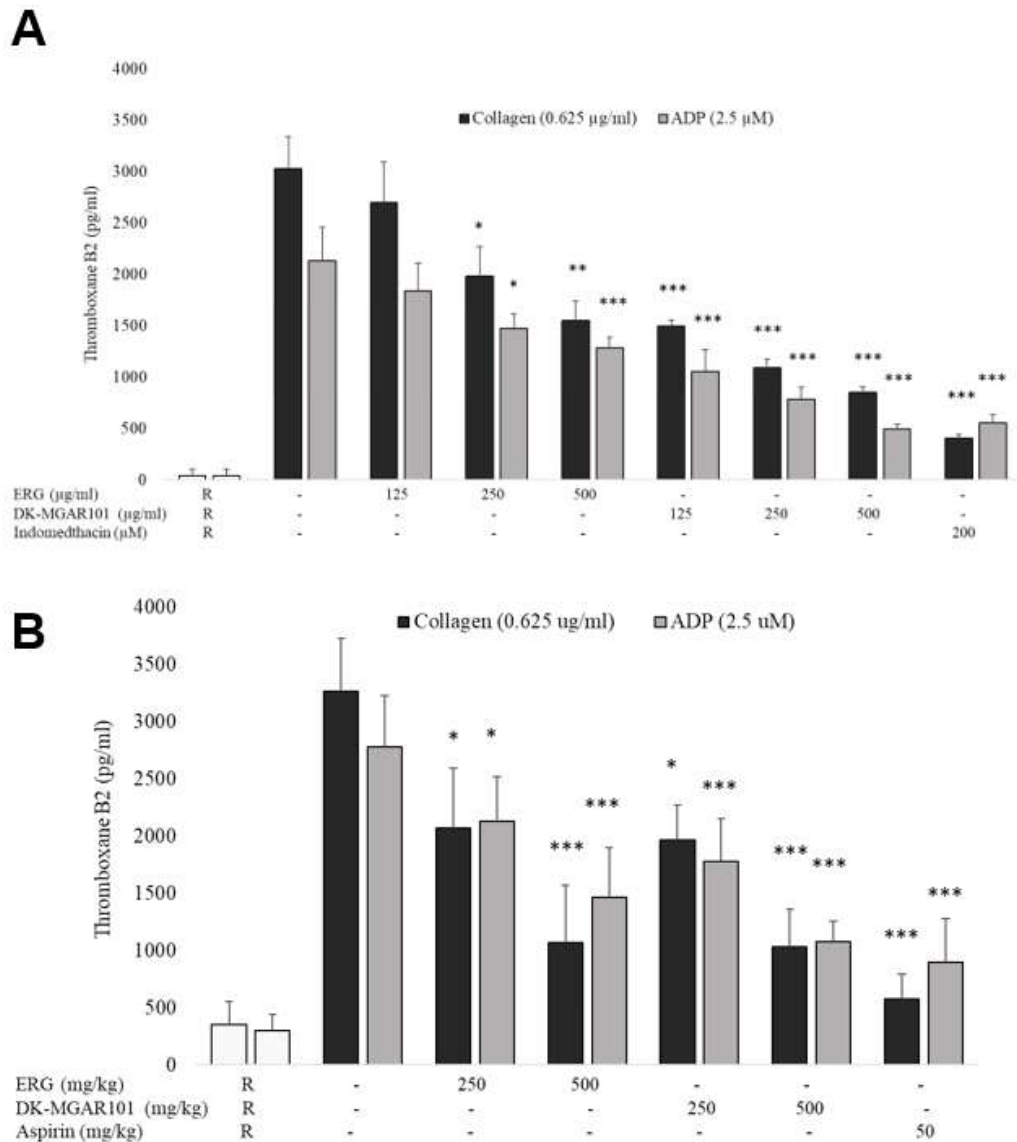 A
4000
3500
3000
2500
2000
1500
1000
500
0
Thromboxane B2 (pg/ml)
Collagen (0.625 µg/ml) ADP (2.5 µM)
* * ** *** *** *** *** *** *** *** *** ***
ERG (µg/ml) R - 125 250 500 - - - -
DK-MGAR101 (µg/ml) R - - - - 125 250 500 -
Indomedthacin (µM) R - - - - - - - 200
B
4000
3500
3000
2500
2000
1500
1000
500
0
Thromboxane B2 (pg/ml)
Collagen (0.625 ug/ml) ADP (2.5 uM)
* * *** *** * *** *** *** *** ***
ERG (mg/kg) R - 250 500 - - -
DK-MGAR101 (mg/kg) R - - - 250 500 -
Aspirin (mg/kg) R - - - - - 50